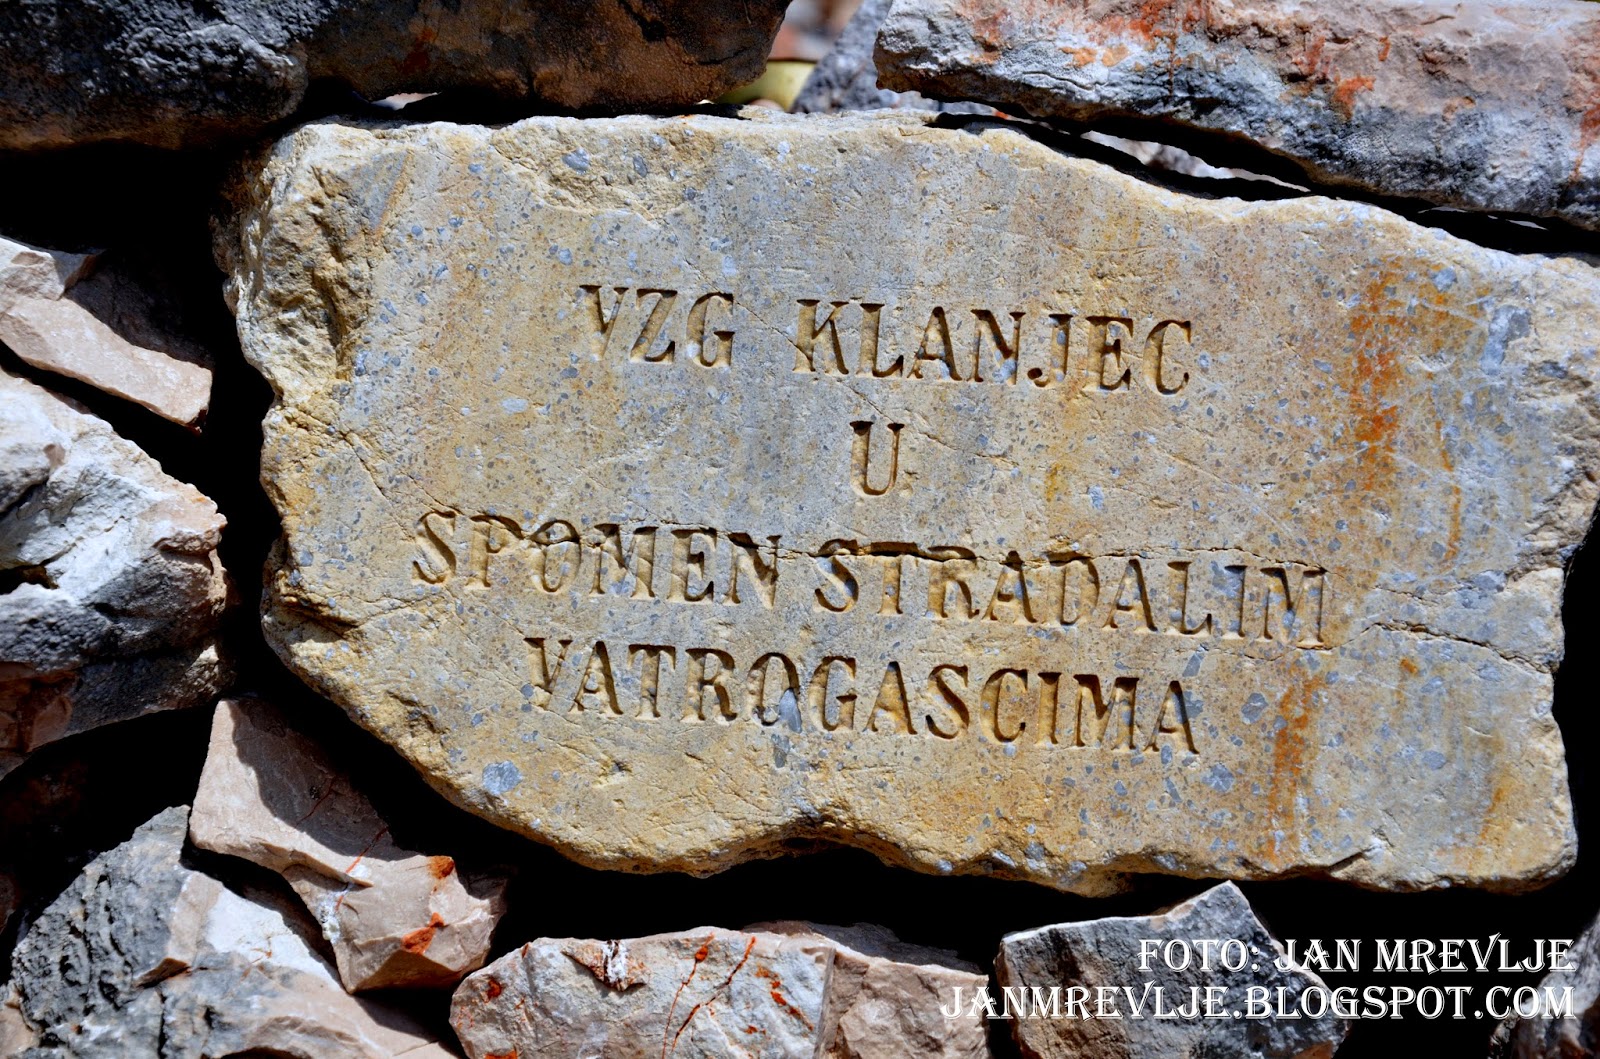 VZG KLANJEC
U
SPOMEN STRADALIM
VATROGASCIMA
FOTO: JAN MREVLJE
JANMREVLJE.BLOGSPOT.COM